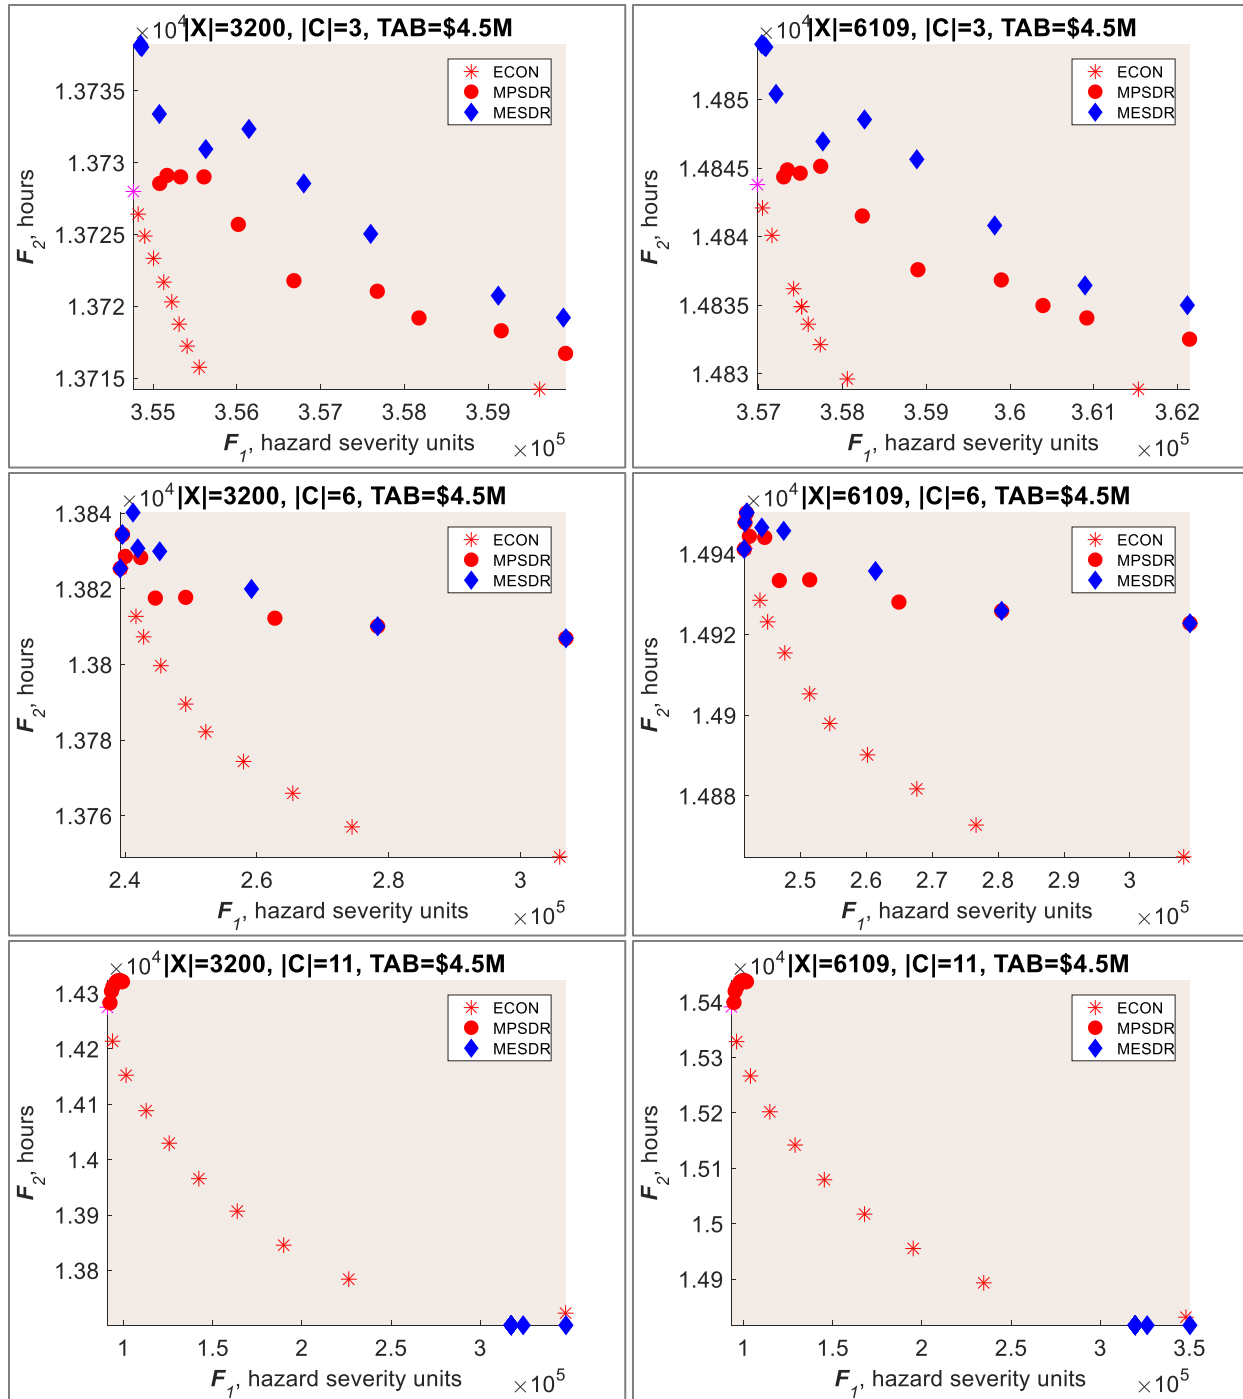 ×10⁴
|X|=3200, |C|=3, TAB=$4.5M
ECON
MPSDR
MESDR
1.3735
1.373
1.3725
1.372
1.3715
F2, hours
3.55 3.56 3.57 3.58 3.59
F1, hazard severity units
×10⁵
×10⁴
|X|=6109, |C|=3, TAB=$4.5M
ECON
MPSDR
MESDR
1.485
1.4845
1.484
1.4835
1.483
F2, hours
3.57 3.58 3.59 3.6 3.61 3.62
F1, hazard severity units
×10⁵
×10⁴
|X|=3200, |C|=6, TAB=$4.5M
ECON
MPSDR
MESDR
1.384
1.382
1.38
1.378
1.376
F2, hours
2.4 2.6 2.8 3
F1, hazard severity units
×10⁵
×10⁴
|X|=6109, |C|=6, TAB=$4.5M
ECON
MPSDR
MESDR
1.494
1.492
1.49
1.488
F2, hours
2.5 2.6 2.7 2.8 2.9 3
F1, hazard severity units
×10⁵
×10⁴
|X|=3200, |C|=11, TAB=$4.5M
ECON
MPSDR
MESDR
1.43
1.42
1.41
1.4
1.39
1.38
F2, hours
1 1.5 2 2.5 3
F1, hazard severity units
×10⁵
×10⁴
|X|=6109, |C|=11, TAB=$4.5M
ECON
MPSDR
MESDR
1.54
1.53
1.52
1.51
1.5
1.49
F2, hours
1 1.5 2 2.5 3 3.5
F1, hazard severity units
×10⁵